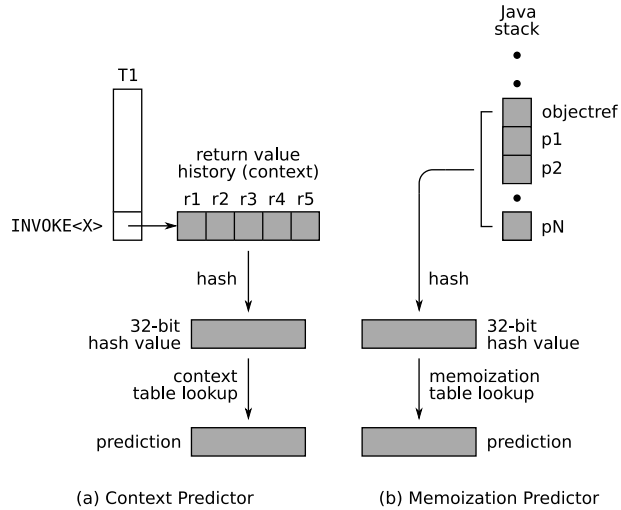 T1
return value
history (context)
r1 r2 r3 r4 r5
INVOKE<X>
hash
32-bit
hash value
context
table lookup
prediction
(a) Context Predictor
Java
stack
objectref
p1
p2
pN
hash
32-bit
hash value
memoization
table lookup
prediction
(b) Memoization Predictor